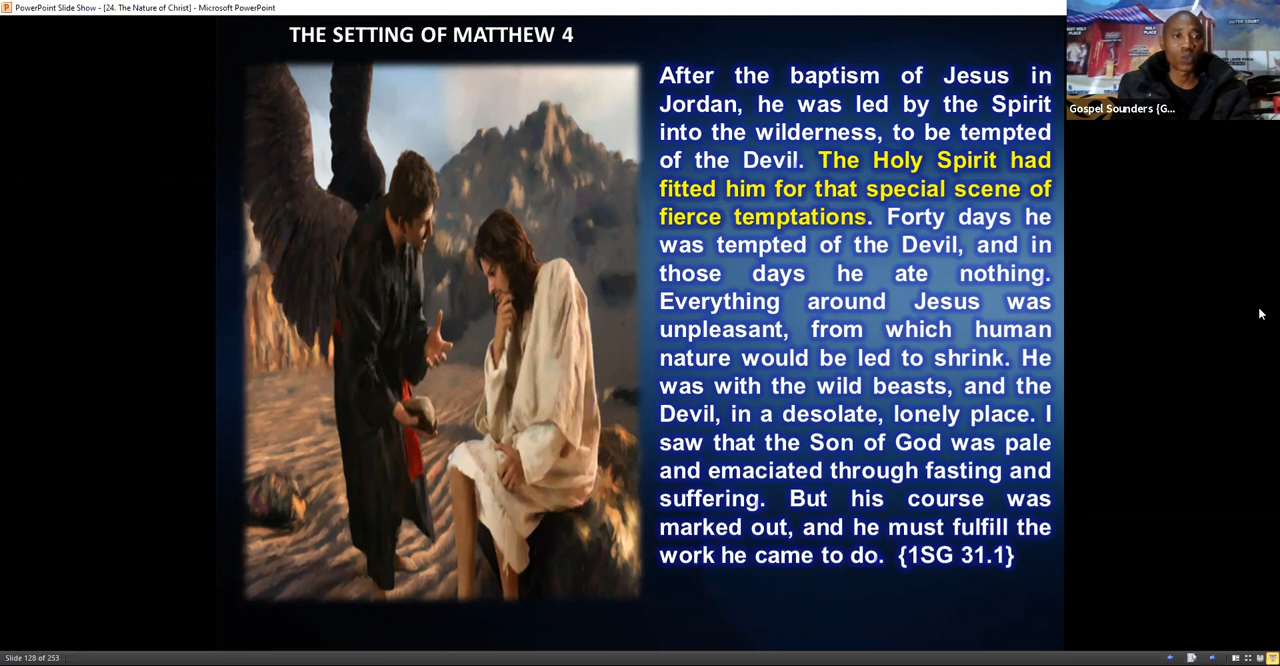 PowerPoint Slide Show - [24. The Nature of Christ] - Microsoft PowerPoint
THE SETTING OF MATTHEW 4
After the baptism of Jesus in
Jordan, he was led by the Spirit
into the wilderness, to be tempted
of the Devil. The Holy Spirit had
fitted him for that special scene of
fierce temptations. Forty days he
was tempted of the Devil, and in
those days he ate nothing.
Everything around Jesus was
unpleasant, from which human
nature would be led to shrink. He
was with the wild beasts, and the
Devil, in a desolate, lonely place. I
saw that the Son of God was pale
and emaciated through fasting and
suffering. But his course was
marked out, and he must fulfill the
work he came to do. {1SG 31.1}
OUTER COURT
HOLY
PLACE
Gospel Sounders {G...
Slide 128 of 253